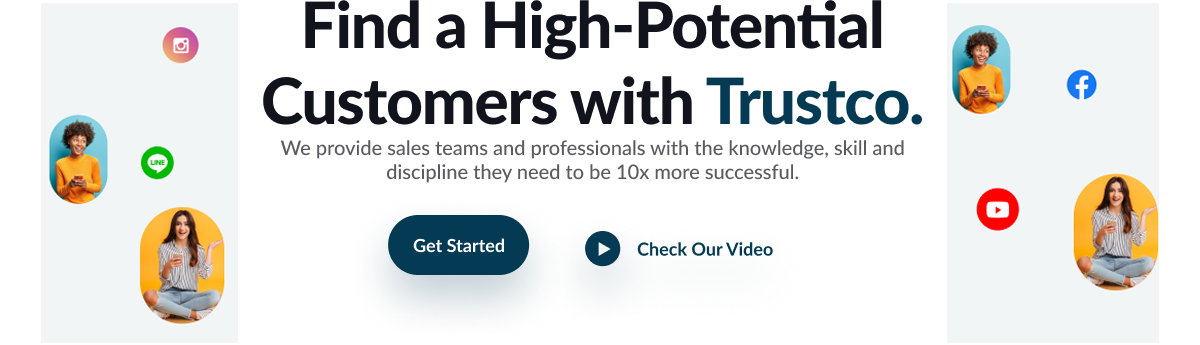 Find a High-Potential
Customers with Trustco.
We provide sales teams and professionals with the knowledge, skill and
discipline they need to be 10x more successful.
LINE
Get Started
Check Our Video